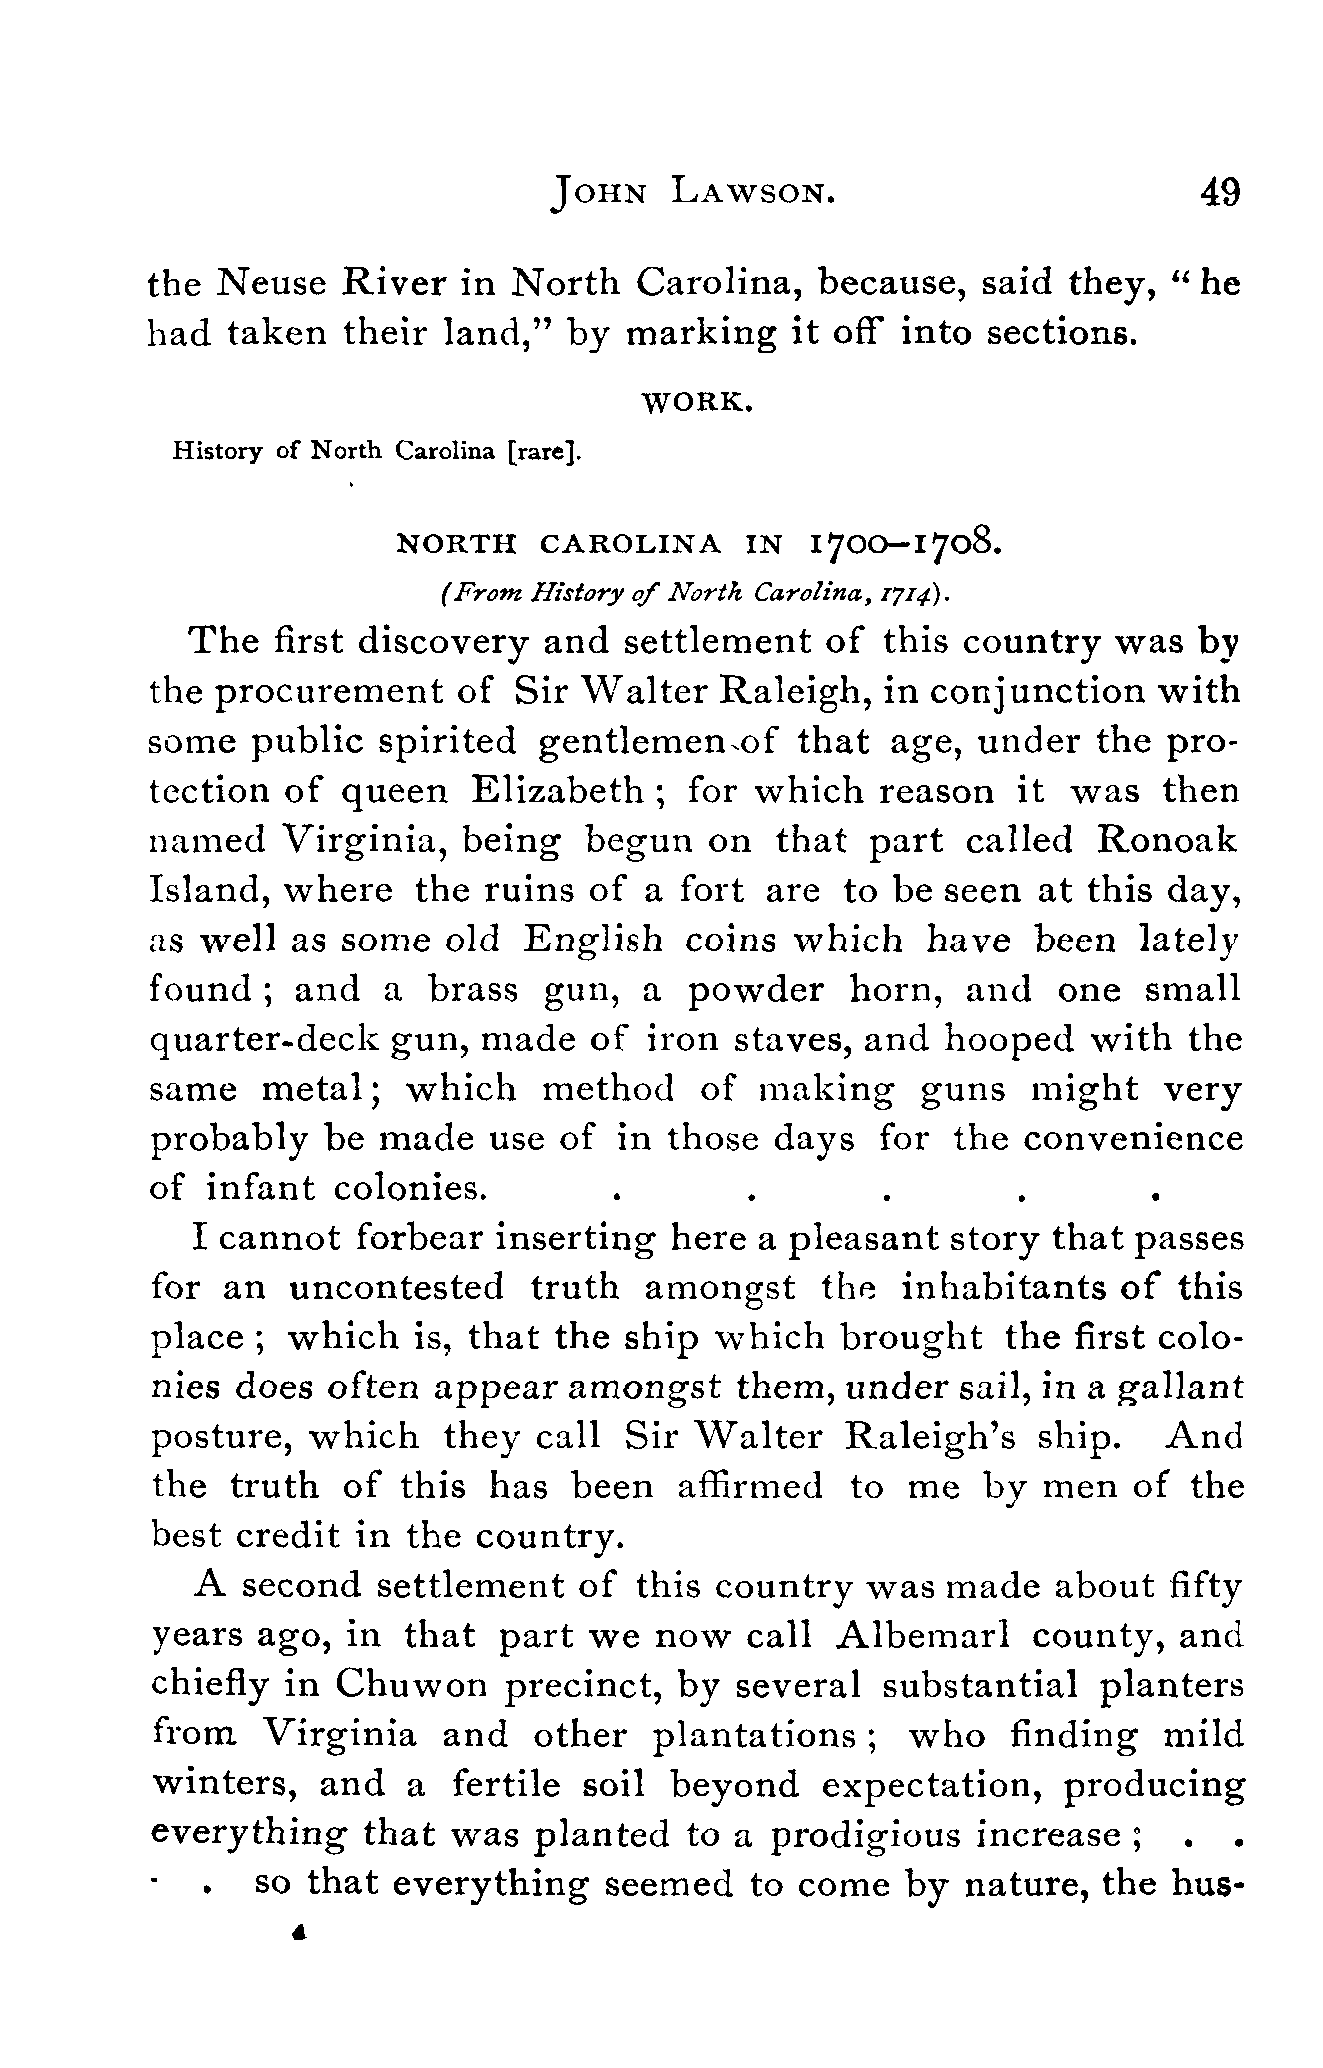 John Lawson. 49
the Neuse River in North Carolina, because, said they, "he
had taken their land," by marking it off into sections.
WORK.
History of North Carolina [rare].
NORTH CAROLINA IN 1700–1708.
(From History of North Carolina, 1714).
The first discovery and settlement of this country was by
the procurement of Sir Walter Raleigh, in conjunction with
some public spirited gentlemen of that age, under the pro-
tection of queen Elizabeth; for which reason it was then
named Virginia, being begun on that part called Ronoak
Island, where the ruins of a fort are to be seen at this day,
as well as some old English coins which have been lately
found; and a brass gun, a powder horn, and one small
quarter-deck gun, made of iron staves, and hooped with the
same metal; which method of making guns might very
probably be made use of in those days for the convenience
of infant colonies. . . . . .
I cannot forbear inserting here a pleasant story that passes
for an uncontested truth amongst the inhabitants of this
place; which is, that the ship which brought the first colo-
nies does often appear amongst them, under sail, in a gallant
posture, which they call Sir Walter Raleigh's ship. And
the truth of this has been affirmed to me by men of the
best credit in the country.
A second settlement of this country was made about fifty
years ago, in that part we now call Albemarl county, and
chiefly in Chuwon precinct, by several substantial planters
from Virginia and other plantations; who finding mild
winters, and a fertile soil beyond expectation, producing
everything that was planted to a prodigious increase; . .
. . so that everything seemed to come by nature, the hus-
4